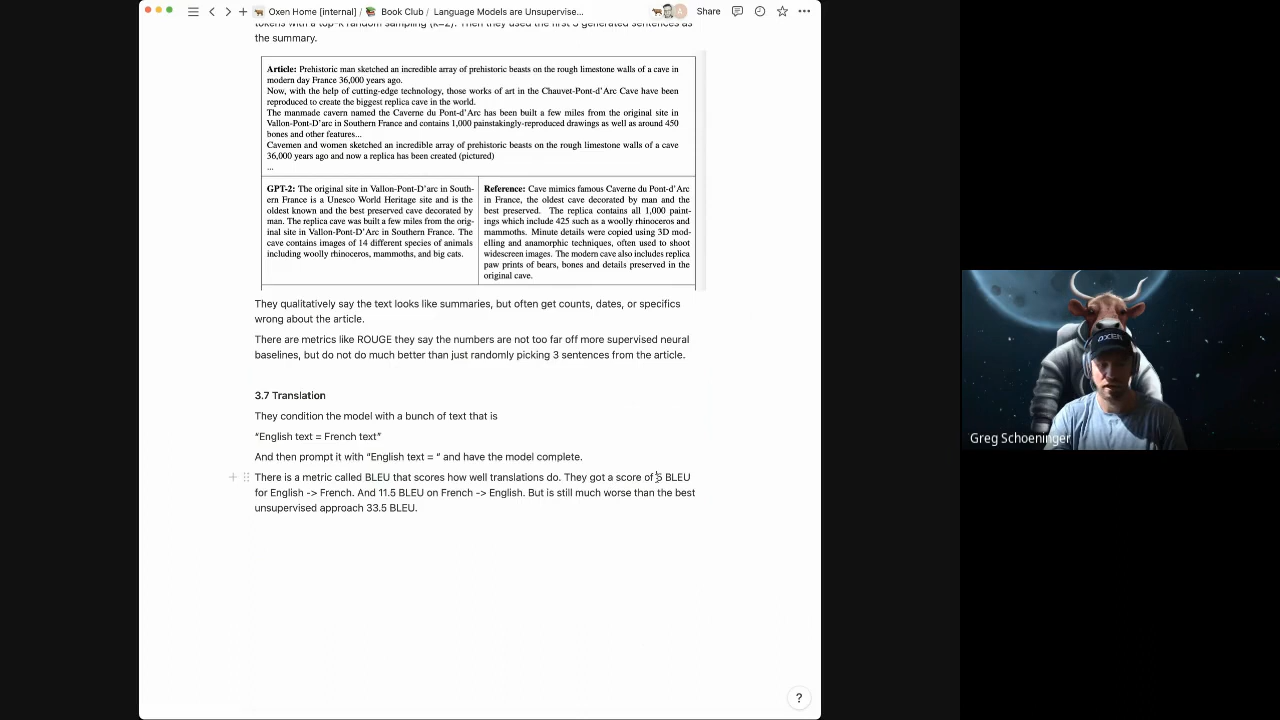 Oxen Home [internal] / Book Club / Language Models are Unsupervise...
Share
tokens with a top-k random sampling (k=2). Then they used the first 3 generated sentences as
the summary.
Article: Prehistoric man sketched an incredible array of prehistoric beasts on the rough limestone walls of a cave in
modern day France 36,000 years ago.
Now, with the help of cutting-edge technology, those works of art in the Chauvet-Pont-d'Arc Cave have been
reproduced to create the biggest replica cave in the world.
The manmade cavern named the Caverne du Pont-d'Arc has been built a few miles from the original site in
Vallon-Pont-D'arc in Southern France and contains 1,000 painstakingly-reproduced drawings as well as around 450
bones and other features...
Cavemen and women sketched an incredible array of prehistoric beasts on the rough limestone walls of a cave
36,000 years ago and now a replica has been created (pictured)
...
GPT-2: The original site in Vallon-Pont-D'arc in South-
ern France is a Unesco World Heritage site and is the
oldest known and the best preserved cave decorated by
man. The replica cave was built a few miles from the orig-
inal site in Vallon-Pont-D'Arc in Southern France. The
cave contains images of 14 different species of animals
including woolly rhinoceros, mammoths, and big cats.
Reference: Cave mimics famous Caverne du Pont-d'Arc
in France, the oldest cave decorated by man and the
best preserved. The replica contains all 1,000 paint-
ings which include 425 such as a woolly rhinoceros and
mammoths. Minute details were copied using 3D mod-
elling and anamorphic techniques, often used to shoot
widescreen images. The modern cave also includes replica
paw prints of bears, bones and details preserved in the
original cave.
They qualitatively say the text looks like summaries, but often get counts, dates, or specifics
wrong about the article.
There are metrics like ROUGE they say the numbers are not too far off more supervised neural
baselines, but do not do much better than just randomly picking 3 sentences from the article.
3.7 Translation
They condition the model with a bunch of text that is
“English text = French text”
And then prompt it with “English text = “ and have the model complete.
There is a metric called BLEU that scores how well translations do. They got a score of 5 BLEU
for English -> French. And 11.5 BLEU on French -> English. But is still much worse than the best
unsupervised approach 33.5 BLEU.
OXEN
Greg Schoeninger
?